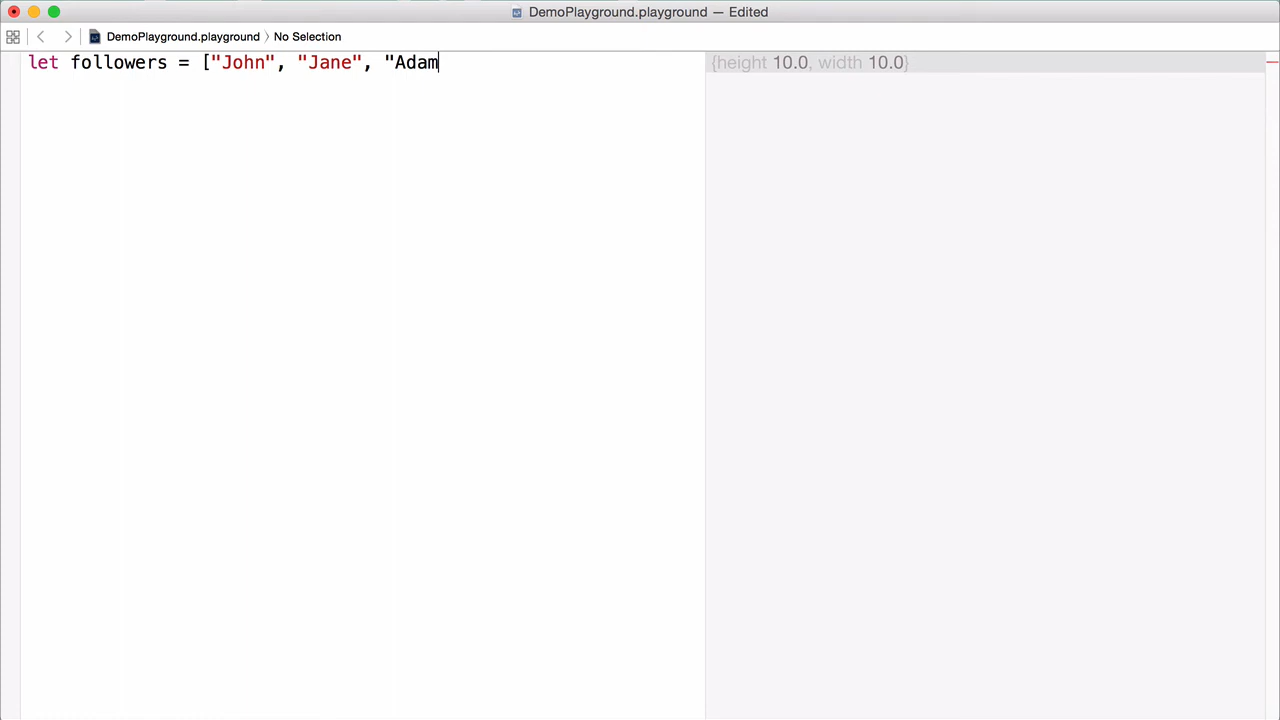 DemoPlayground.playground — Edited
DemoPlayground.playground 〉 No Selection
let followers = ["John", "Jane", "Adam
{height 10.0, width 10.0}